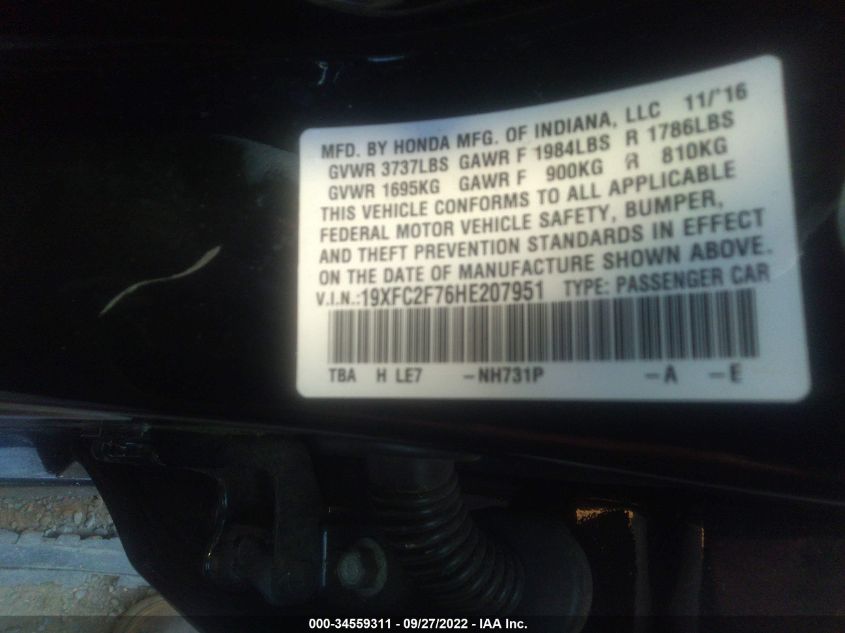 MFD. BY HONDA MFG. OF INDIANA, LLC 11/'16
GVWR 3737LBS GAWR F 1984LBS R 1786LBS
GVWR 1695KG GAWR F 900KG R 810KG
THIS VEHICLE CONFORMS TO ALL APPLICABLE
FEDERAL MOTOR VEHICLE SAFETY, BUMPER,
AND THEFT PREVENTION STANDARDS IN EFFECT
ON THE DATE OF MANUFACTURE SHOWN ABOVE.
V.I.N.:19XFC2F76HE207951 TYPE: PASSENGER CAR
TBA H LE7 -NH731P -A -E
000-34559311 - 09/27/2022 - IAA Inc.